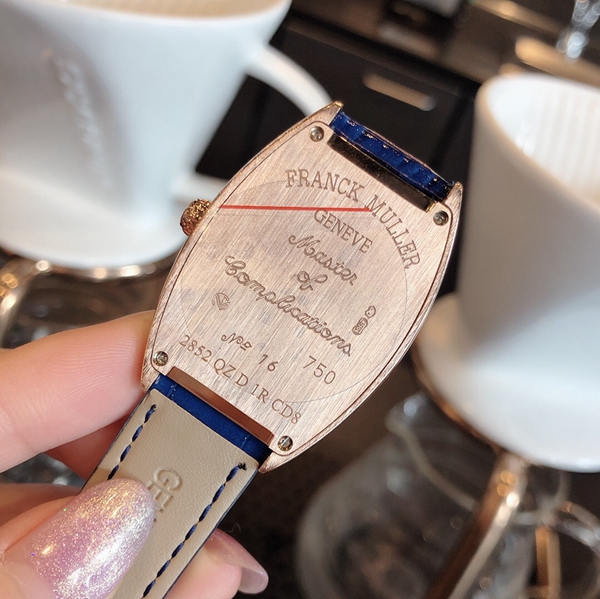 FRANCK MULLER
GENEVE
Master
of
Complications
Nº 16 750
2852 QZ D 1R CD8